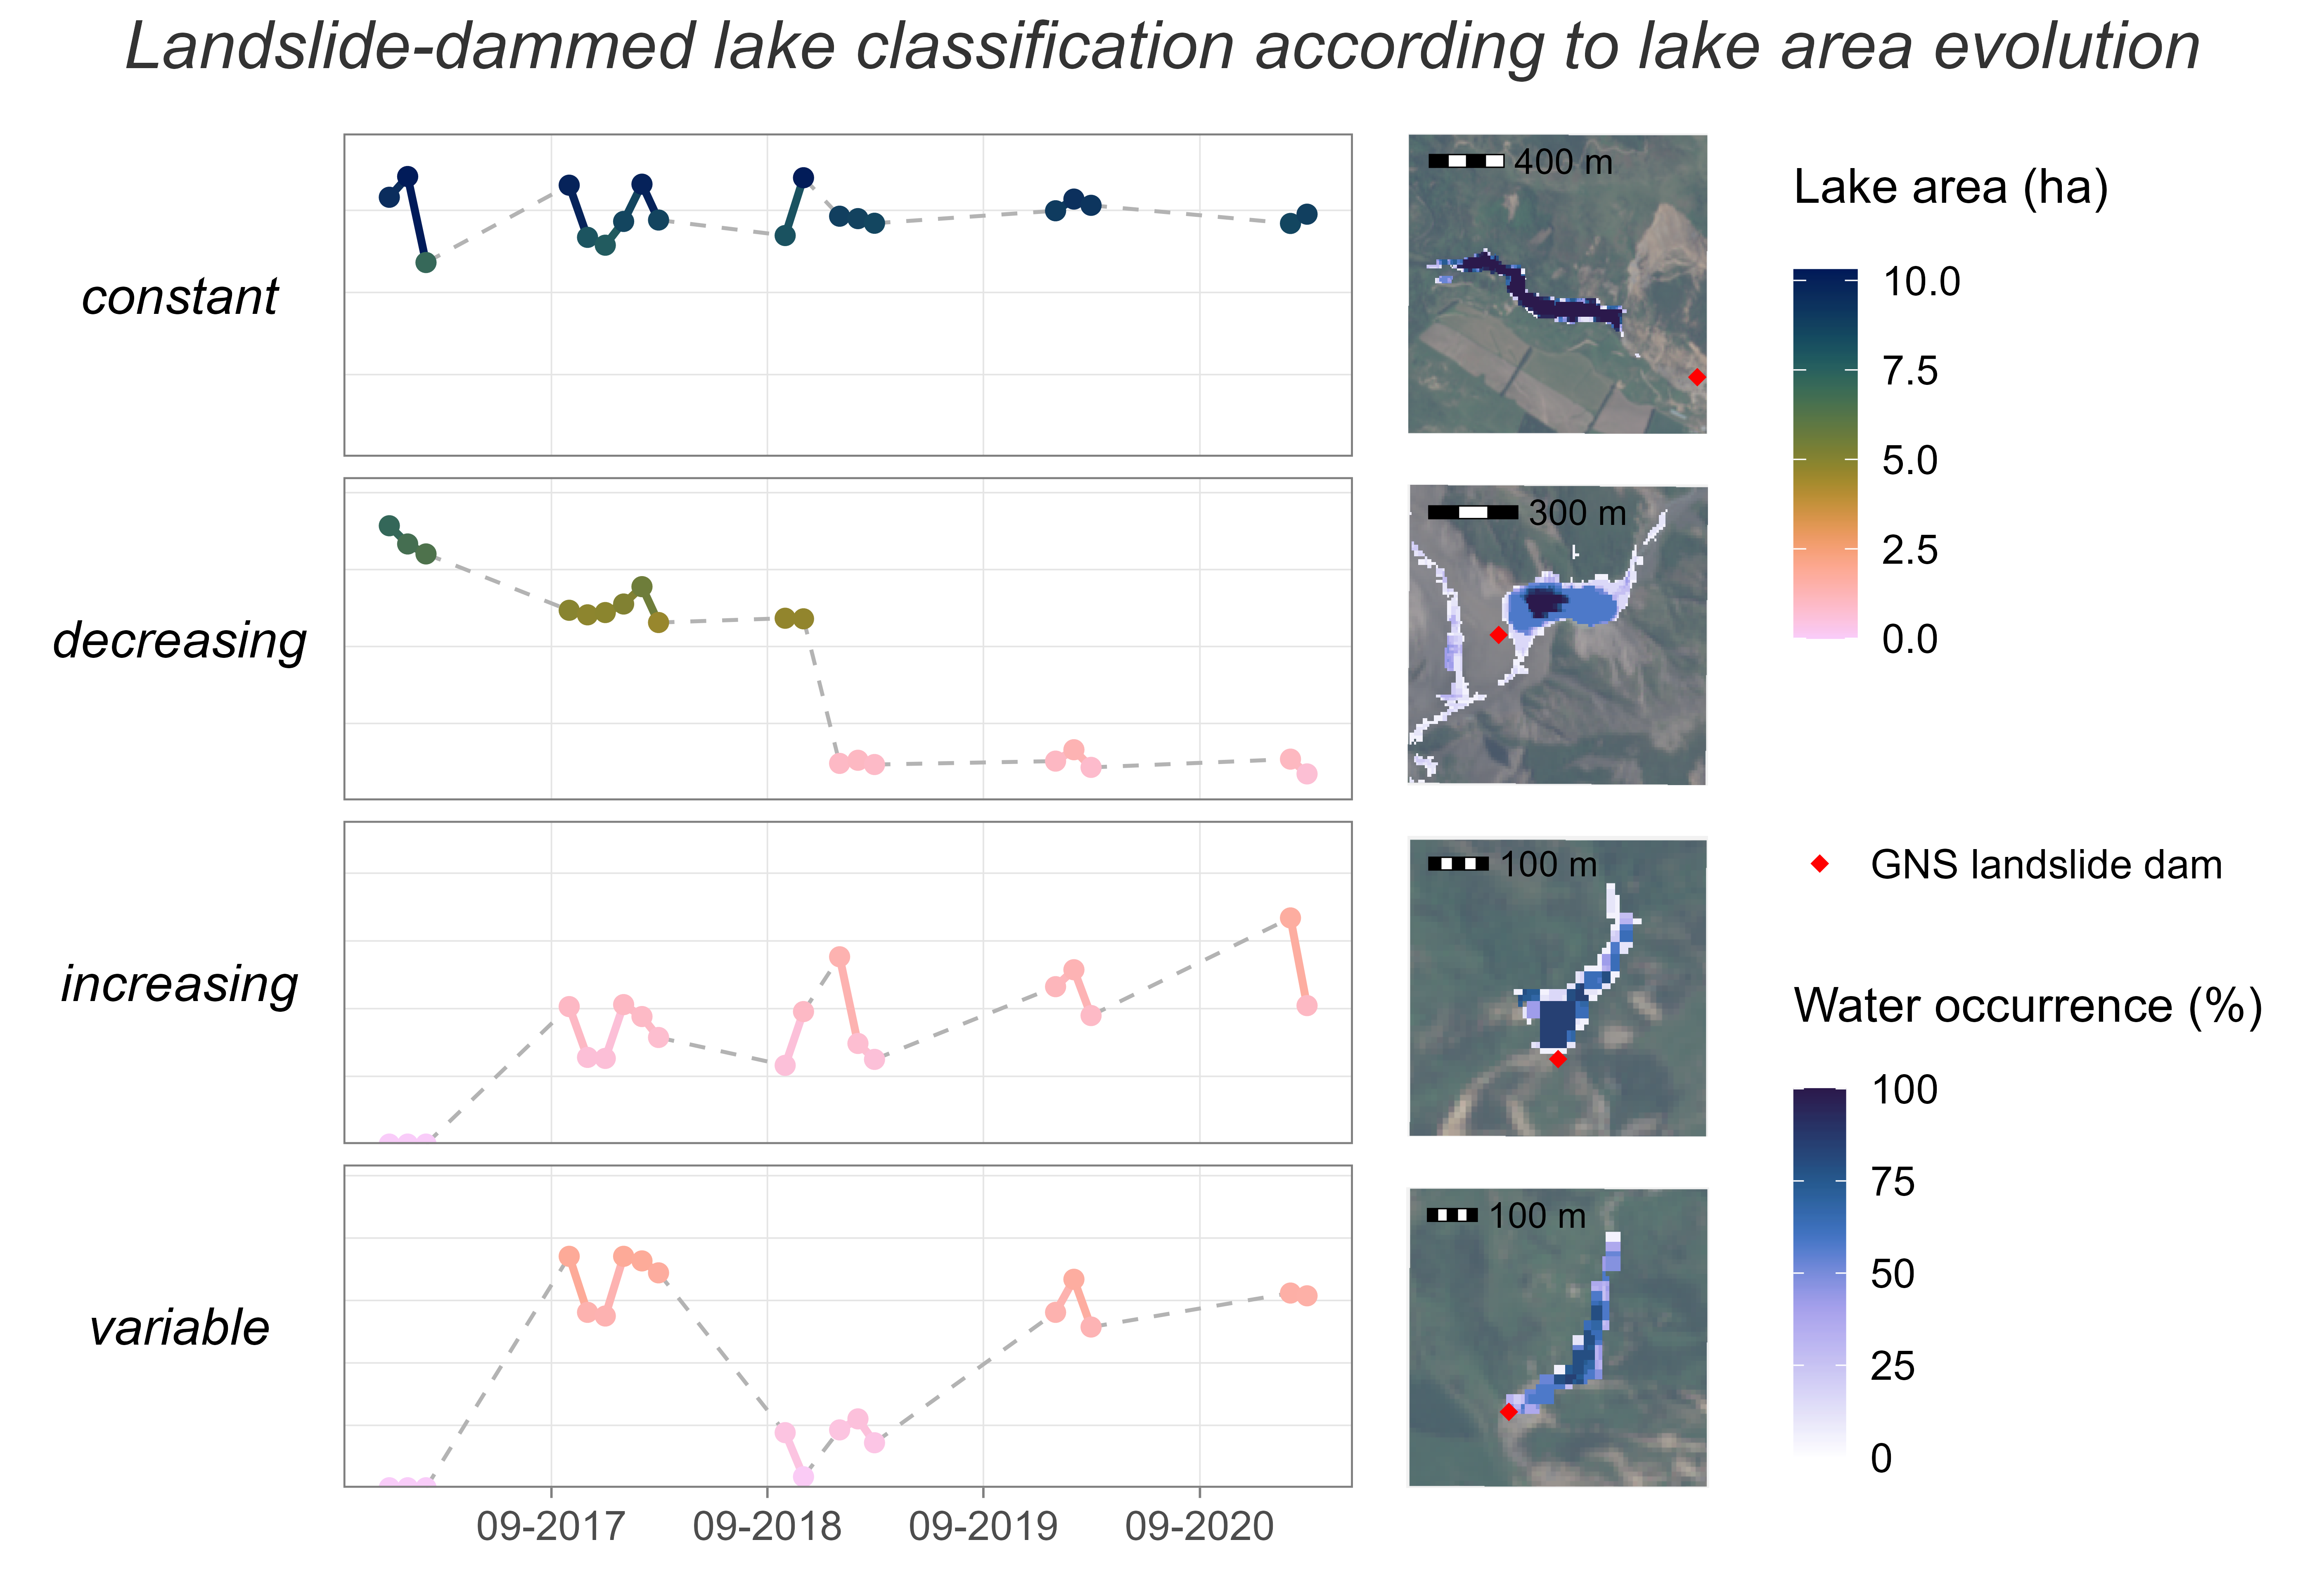 Landslide-dammed lake classification according to lake area evolution
constant
decreasing
increasing
variable
09-2017
09-2018
09-2019
09-2020
400 m
300 m
100 m
100 m
Lake area (ha)
10.0
7.5
5.0
2.5
0.0
GNS landslide dam
Water occurrence (%)
100
75
50
25
0